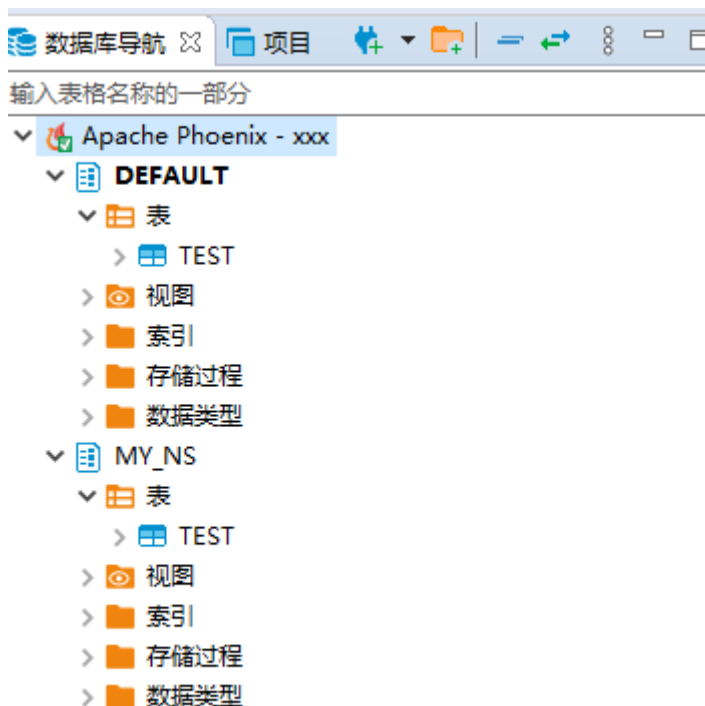 数据库导航 项目
输入表格名称的一部分
Apache Phoenix - xxx
DEFAULT
表
TEST
视图
索引
存储过程
数据类型
MY_NS
表
TEST
视图
索引
存储过程
数据类型